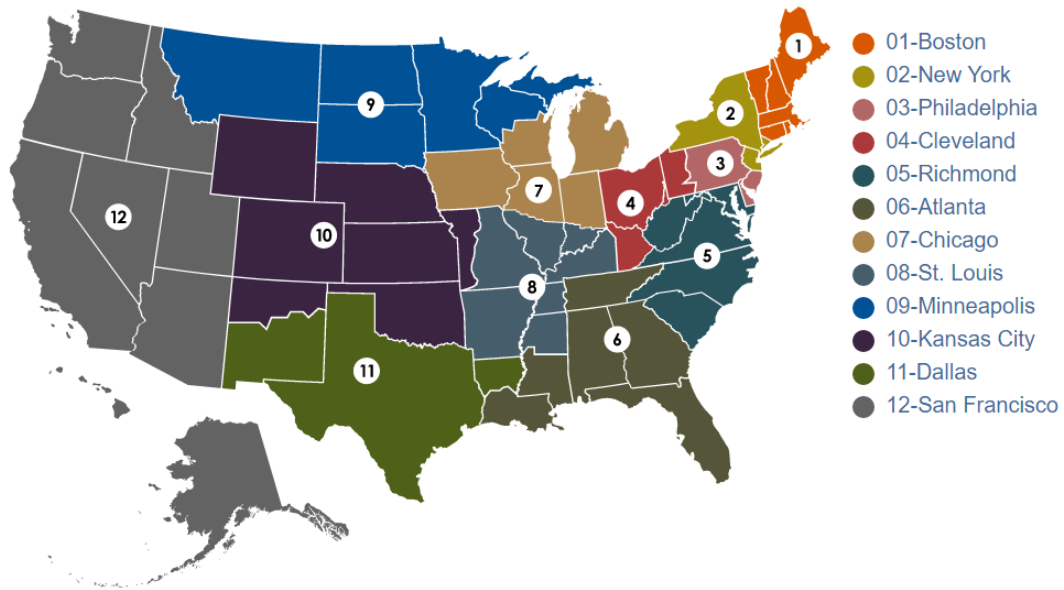 1
2
3
4
5
6
7
8
9
10
11
12
01-Boston
02-New York
03-Philadelphia
04-Cleveland
05-Richmond
06-Atlanta
07-Chicago
08-St. Louis
09-Minneapolis
10-Kansas City
11-Dallas
12-San Francisco